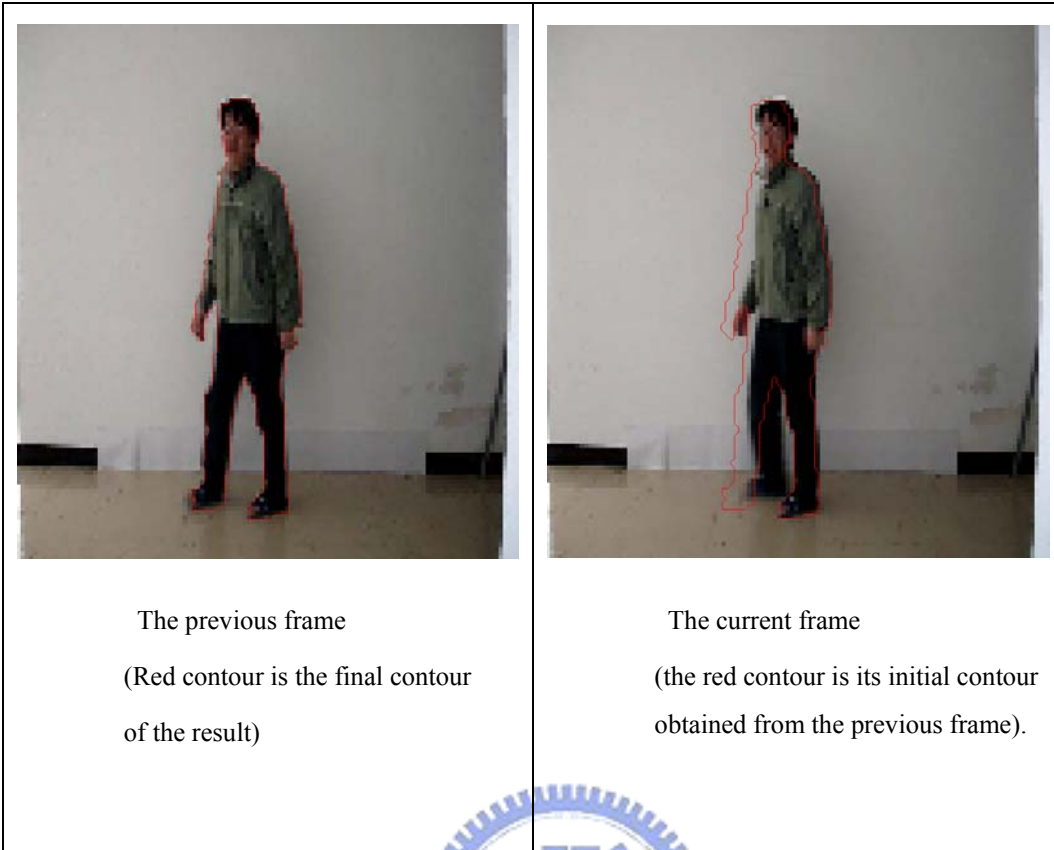 The previous frame
(Red contour is the final contour
of the result)
The current frame
(the red contour is its initial contour
obtained from the previous frame).